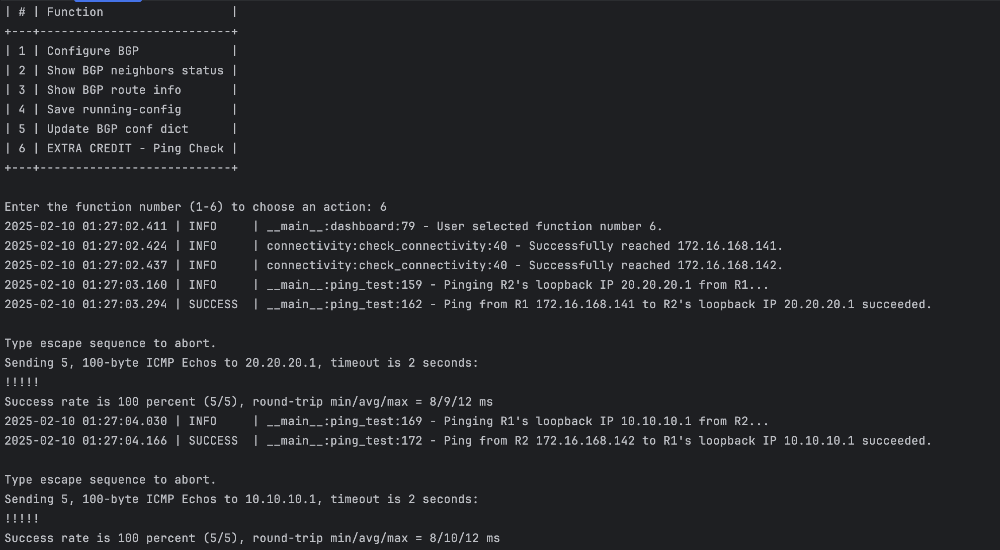 | # | Function                  |
+---+---------------------------+
| 1 | Configure BGP             |
| 2 | Show BGP neighbors status |
| 3 | Show BGP route info       |
| 4 | Save running-config       |
| 5 | Update BGP conf dict      |
| 6 | EXTRA CREDIT - Ping Check |
+---+---------------------------+

Enter the function number (1-6) to choose an action: 6
2025-02-10 01:27:02.411 | INFO     | __main__:dashboard:79 - User selected function number 6.
2025-02-10 01:27:02.424 | INFO     | connectivity:check_connectivity:40 - Successfully reached 172.16.168.141.
2025-02-10 01:27:02.437 | INFO     | connectivity:check_connectivity:40 - Successfully reached 172.16.168.142.
2025-02-10 01:27:03.160 | INFO     | __main__:ping_test:159 - Pinging R2's loopback IP 20.20.20.1 from R1...
2025-02-10 01:27:03.294 | SUCCESS  | __main__:ping_test:162 - Ping from R1 172.16.168.141 to R2's loopback IP 20.20.20.1 succeeded.

Type escape sequence to abort.
Sending 5, 100-byte ICMP Echos to 20.20.20.1, timeout is 2 seconds:
!!!!!
Success rate is 100 percent (5/5), round-trip min/avg/max = 8/9/12 ms
2025-02-10 01:27:04.030 | INFO     | __main__:ping_test:169 - Pinging R1's loopback IP 10.10.10.1 from R2...
2025-02-10 01:27:04.166 | SUCCESS  | __main__:ping_test:172 - Ping from R2 172.16.168.142 to R1's loopback IP 10.10.10.1 succeeded.

Type escape sequence to abort.
Sending 5, 100-byte ICMP Echos to 10.10.10.1, timeout is 2 seconds:
!!!!!
Success rate is 100 percent (5/5), round-trip min/avg/max = 8/10/12 ms